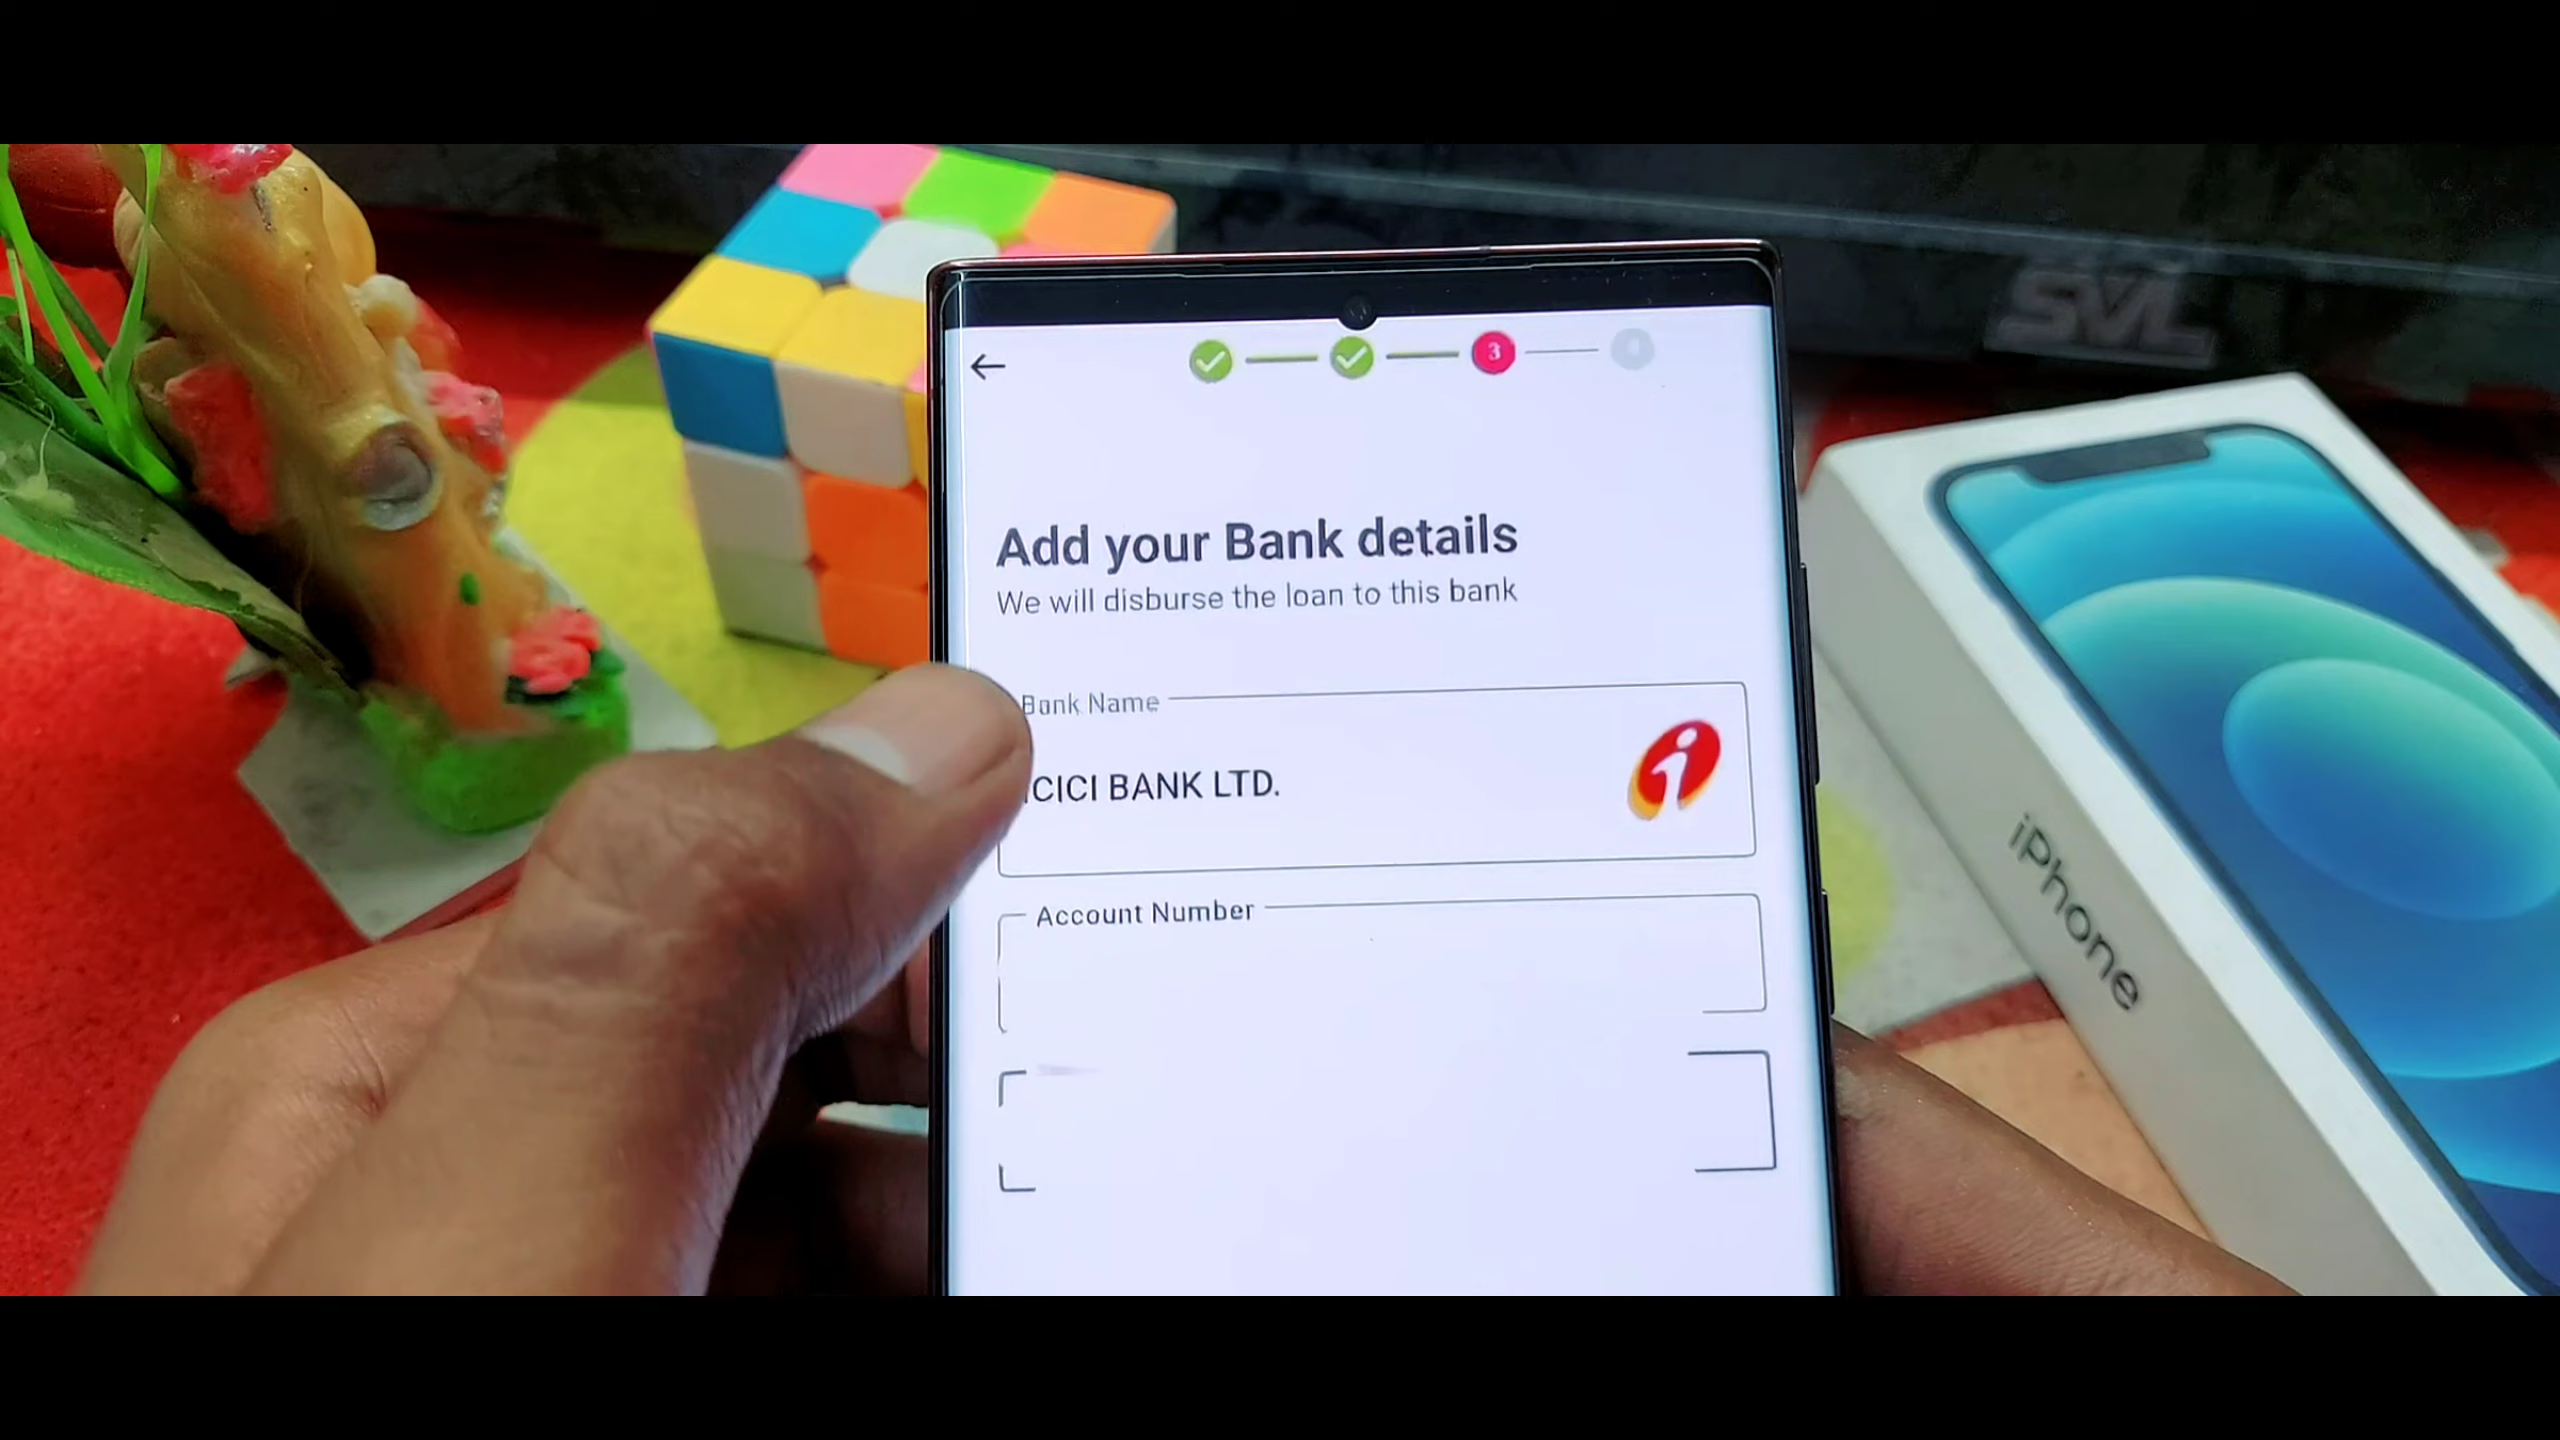 SVL
3
Add your Bank details
We will disburse the loan to this bank
Bank Name
ICICI BANK LTD.
Account Number
iPhone